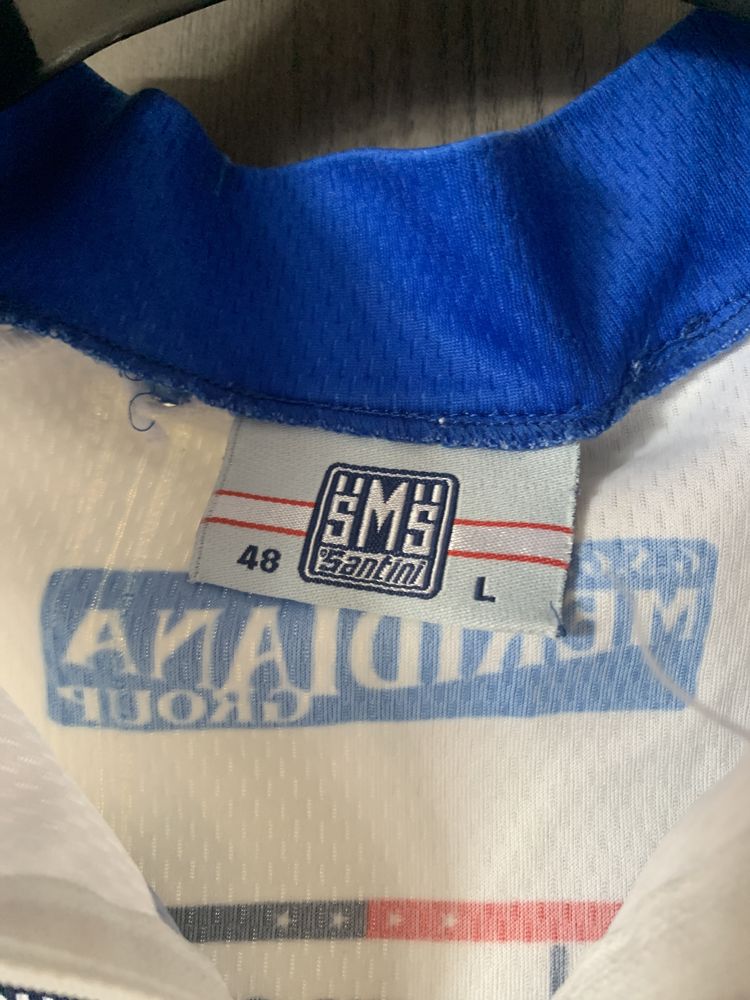 SMS
Santini
48
L
MERIDIANA
GROUP